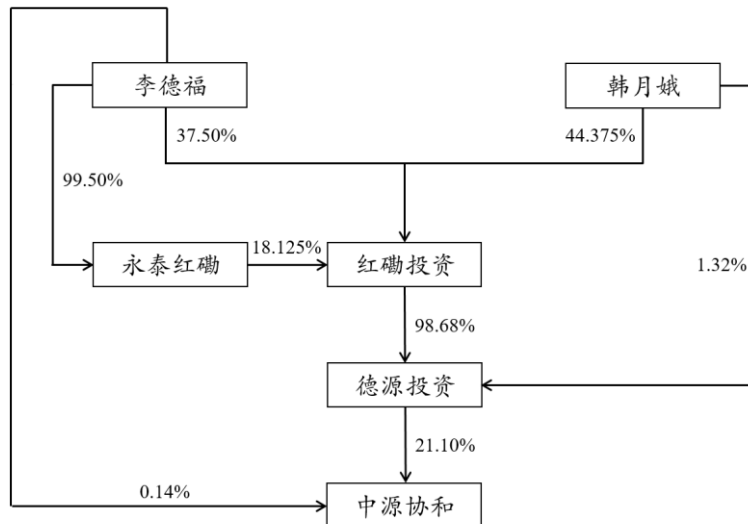 李德福
韩月娥
37.50%
44.375%
99.50%
永泰红磡
18.125%
红磡投资
1.32%
98.68%
德源投资
21.10%
0.14%
中源协和